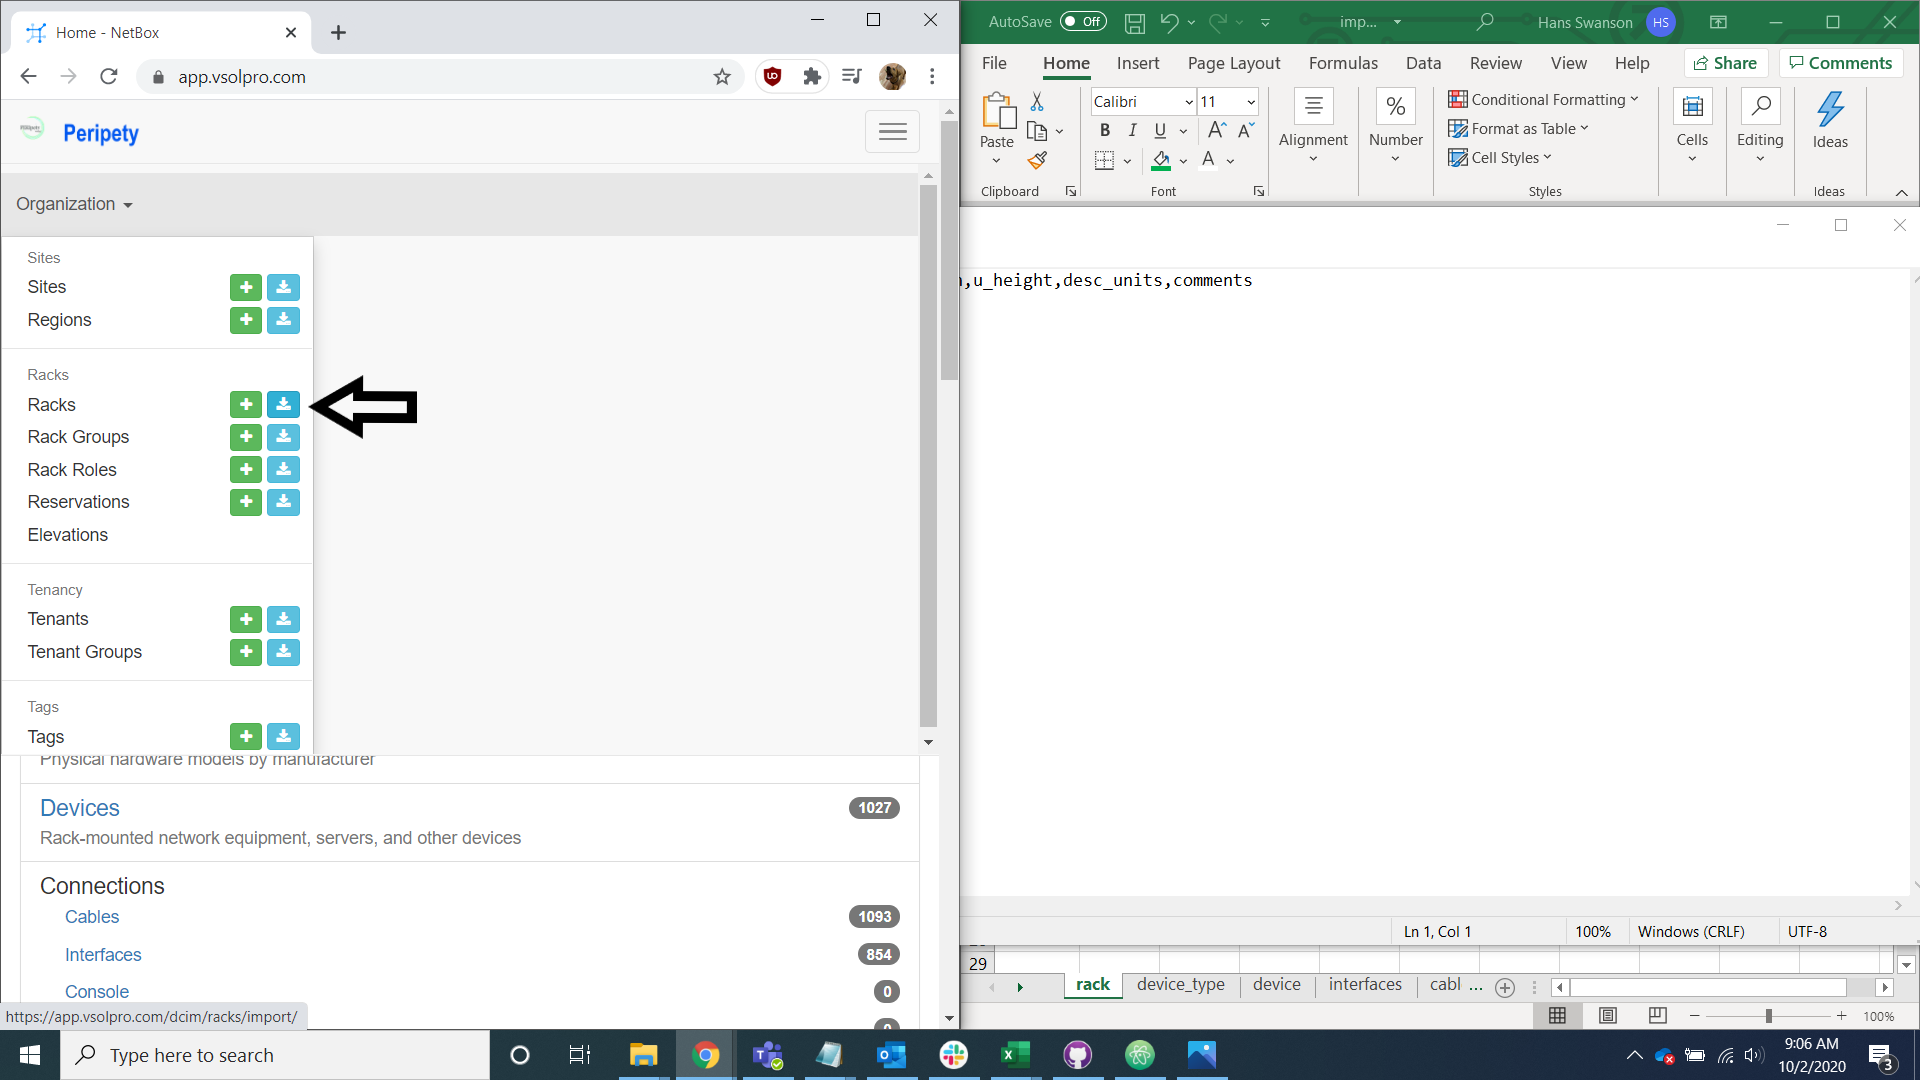 Home - NetBox
app.vsolpro.com
Peripety
Organization
Sites
Sites
Regions
Racks
Racks
Rack Groups
Rack Roles
Reservations
Elevations
Tenancy
Tenants
Tenant Groups
Tags
Tags
Physical hardware models by manufacturer
Devices 1027
Rack-mounted network equipment, servers, and other devices
Connections
Cables 1093
Interfaces 854
Console 0
0
https://app.vsolpro.com/dcim/racks/import/
AutoSave Off imp... Hans Swanson HS
File Home Insert Page Layout Formulas Data Review View Help Share Comments
Calibri 11
B I U A A
A
Paste
Alignment
Number
%
Conditional Formatting
Format as Table
Cell Styles
Cells
Editing
Ideas
Clipboard Font Styles Ideas
,u_height,desc_units,comments
Ln 1, Col 1 100% Windows (CRLF) UTF-8
29
rack device_type device interfaces cabl ...
100%
Type here to search
9:06 AM
10/2/2020
3